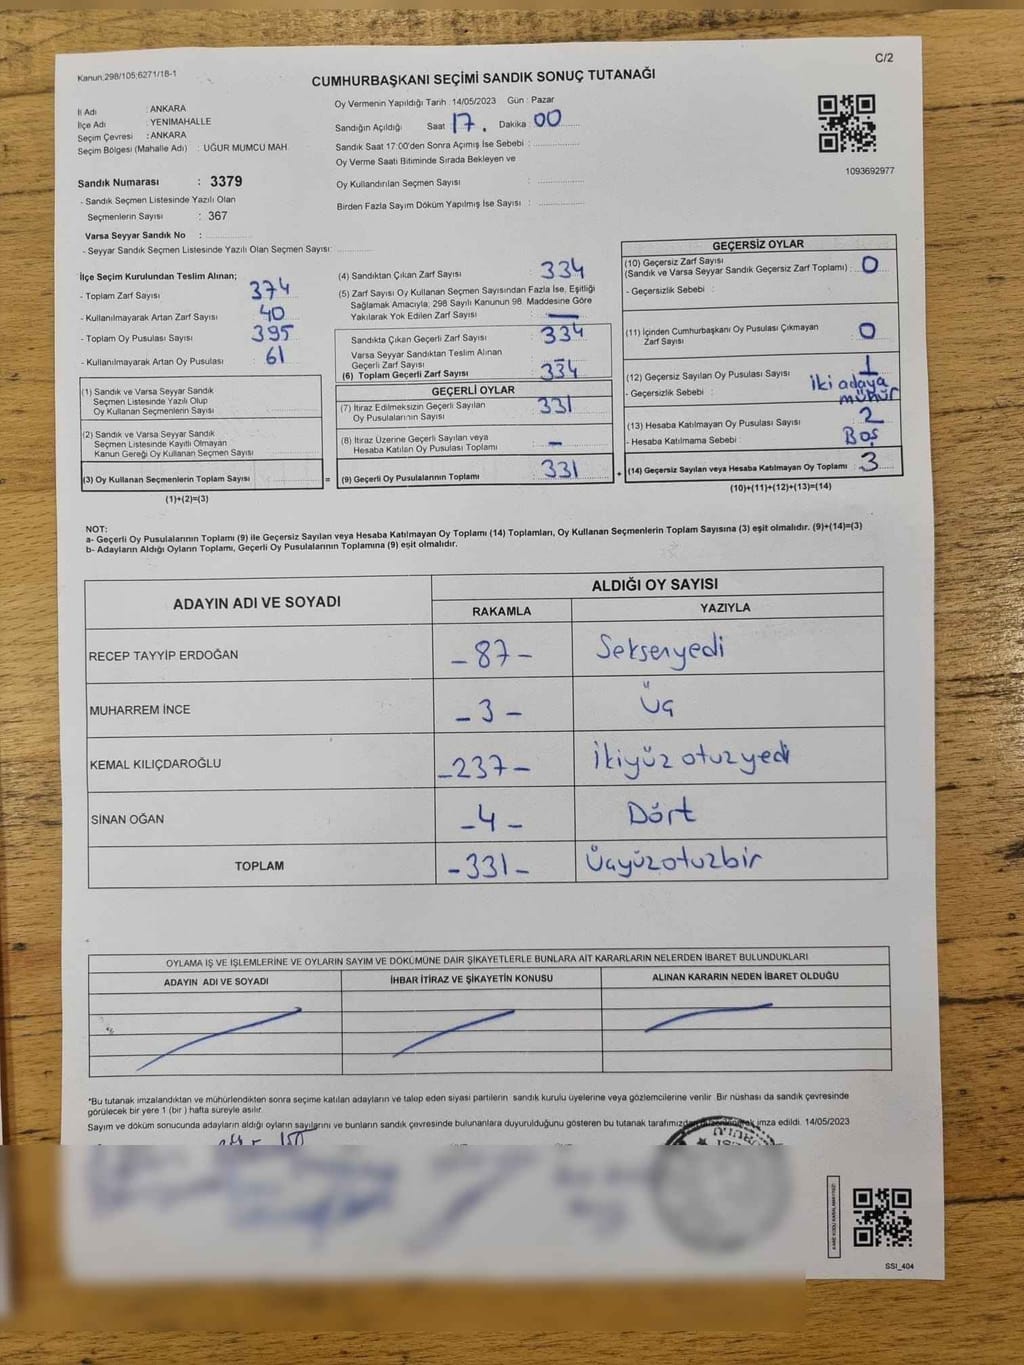 Kanun.298/105;6271/18-1
C/2
CUMHURBAŞKANI SEÇİMİ SANDIK SONUÇ TUTANAĞI
İl Adı : ANKARA
İlçe Adı : YENİMAHALLE
Seçim Çevresi : ANKARA
Seçim Bölgesi (Mahalle Adı) : UĞUR MUMCU MAH.
Oy Vermenin Yapıldığı Tarih : 14/05/2023 Gün : Pazar
Sandığın Açıldığı Saat 17. Dakika : 00
Sandık Saat 17:00'den Sonra Açımış İse Sebebi :
Oy Verme Saati Bitiminde Sırada Bekleyen ve
Oy Kullandırılan Seçmen Sayısı :
Birden Fazla Sayım Döküm Yapılmış İse Sayısı :
1093692977
Sandık Numarası : 3379
- Sandık Seçmen Listesinde Yazılı Olan
Seçmenlerin Sayısı : 367
Varsa Seyyar Sandık No :
- Seyyar Sandık Seçmen Listesinde Yazılı Olan Seçmen Sayısı:
İlçe Seçim Kurulundan Teslim Alınan;
- Toplam Zarf Sayısı 374
- Kullanılmayarak Artan Zarf Sayısı 40
- Toplam Oy Pusulası Sayısı 395
- Kullanılmayarak Artan Oy Pusulası 61
(1) Sandık ve Varsa Seyyar Sandık
Seçmen Listesinde Yazılı Olup
Oy Kullanan Seçmenlerin Sayısı :
(2) Sandık ve Varsa Seyyar Sandık
Seçmen Listesinde Kayıtlı Olmayan
Kanun Gereği Oy Kullanan Seçmen Sayısı
(3) Oy Kullanan Seçmenlerin Toplam Sayısı =
(1)+(2)=(3)
(4) Sandıktan Çıkan Zarf Sayısı 334
(5) Zarf Sayısı Oy Kullanan Seçmen Sayısından Fazla İse, Eşitliği
Sağlamak Amacıyla; 298 Sayılı Kanunun 98. Maddesine Göre
Yakılarak Yok Edilen Zarf Sayısı : —
Sandıkta Çıkan Geçerli Zarf Sayısı : 334
Varsa Seyyar Sandıktan Teslim Alınan
Geçerli Zarf Sayısı
(6) Toplam Geçerli Zarf Sayısı 334
GEÇERLİ OYLAR
(7) İtiraz Edilmeksizin Geçerli Sayılan 331
Oy Pusulalarının Sayısı
(8) İtiraz Üzerine Geçerli Sayılan veya
Hesaba Katılan Oy Pusulası Toplamı : –
(9) Geçerli Oy Pusulalarının Toplamı 331 +
GEÇERSİZ OYLAR
(10) Geçersiz Zarf Sayısı
(Sandık ve Varsa Seyyar Sandık Geçersiz Zarf Toplamı) : 0
- Geçersizlik Sebebi :
(11) İçinden Cumhurbaşkanı Oy Pusulası Çıkmayan 0
Zarf Sayısı
(12) Geçersiz Sayılan Oy Pusulası Sayısı : 1
- Geçersizlik Sebebi : İki adaya
mühür
(13) Hesaba Katılmayan Oy Pusulası Sayısı : 2
- Hesaba Katılmama Sebebi : Boş
(14) Geçersiz Sayılan veya Hesaba Katılmayan Oy Toplamı : 3
(10)+(11)+(12)+(13)=(14)
NOT:
a- Geçerli Oy Pusulalarının Toplamı (9) ile Geçersiz Sayılan veya Hesaba Katılmayan Oy Toplamı (14) Toplamları, Oy Kullanan Seçmenlerin Toplam Sayısına (3) eşit olmalıdır. (9)+(14)=(3)
b- Adayların Aldığı Oyların Toplamı, Geçerli Oy Pusulalarının Toplamına (9) eşit olmalıdır.
ADAYIN ADI VE SOYADI
ALDIĞI OY SAYISI
RAKAMLA YAZIYLA
RECEP TAYYİP ERDOĞAN -87- Seksenyedi
MUHARREM İNCE -3- Üç
KEMAL KILIÇDAROĞLU -237- İkiyüz otuzyedi
SİNAN OĞAN -4- Dört
TOPLAM -331- Üçyüzotuzbir
OYLAMA İŞ VE İŞLEMLERİNE VE OYLARIN SAYIM VE DÖKÜMÜNE DAİR ŞİKAYETLERLE BUNLARA AİT KARARLARIN NELERDEN İBARET BULUNDUKLARI
ADAYIN ADI VE SOYADI İHBAR İTİRAZ VE ŞİKAYETİN KONUSU ALINAN KARARIN NEDEN İBARET OLDUĞU
*Bu tutanak imzalandıktan ve mühürlendikten sonra seçime katılan adayların ve talep eden siyasi partilerin sandık kurulu üyelerine veya gözlemcilerine verilir. Bir nüshası da sandık çevresinde
görülecek bir yere 1 (bir) hafta süreyle asılır.
Sayım ve döküm sonucunda adayların aldığı oyların sayılarını ve bunların sandık çevresinde bulunanlara duyurulduğunu gösteren bu tutanak tarafımızdan imza edildi. 14/05/2023
SSI_404